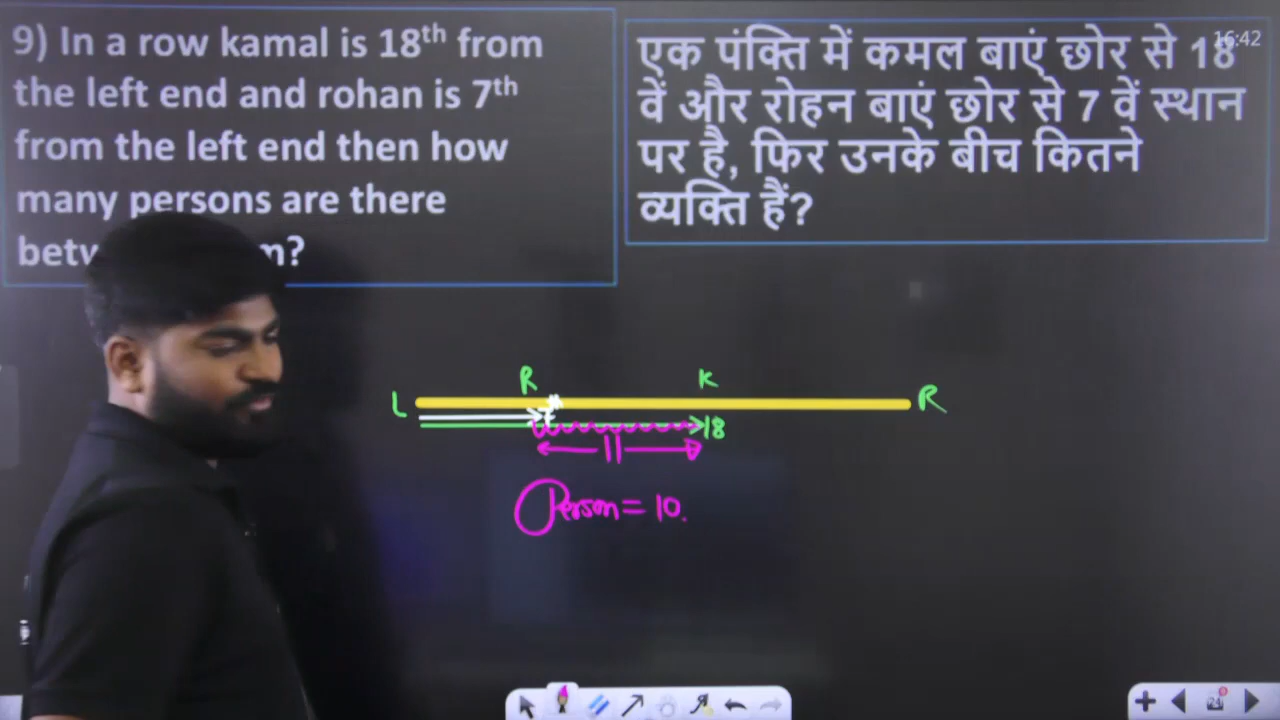 9) In a row kamal is 18th from
the left end and rohan is 7th
from the left end then how
many persons are there
एक पंक्ति में कमल बाएं छोर से 18
वें और रोहन बाएं छोर से 7 वें स्थान
पर है, फिर उनके बीच कितने
व्यक्ति हैं?
16:42
R K
L R
7 18
11
Person = 10.